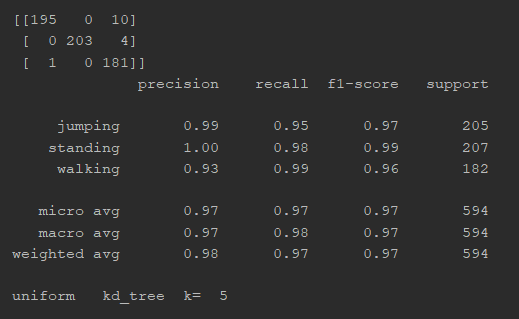 [[195   0  10]
 [  0 203   4]
 [  1   0 181]]
              precision    recall  f1-score   support
     jumping       0.99      0.95      0.97       205
    standing       1.00      0.98      0.99       207
     walking       0.93      0.99      0.96       182
   micro avg       0.97      0.97      0.97       594
   macro avg       0.97      0.98      0.97       594
weighted avg       0.98      0.97      0.97       594
uniform   kd_tree  k=  5